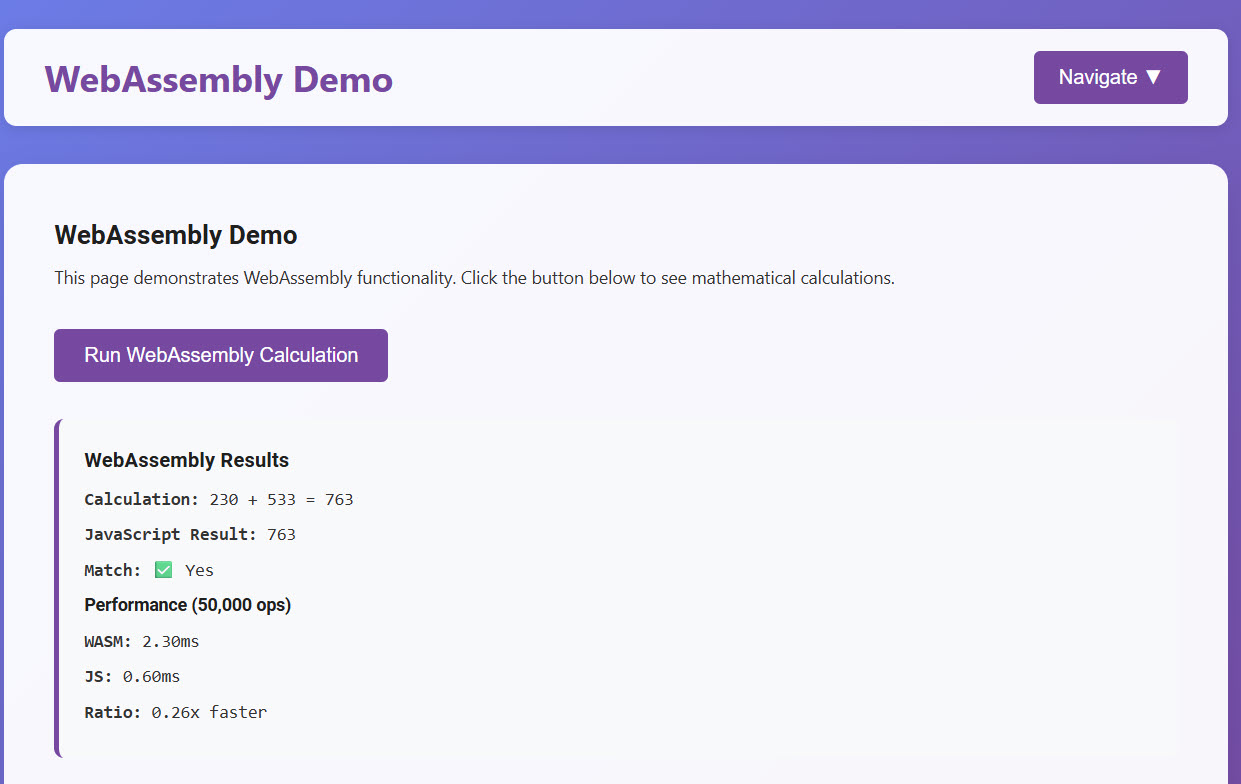 WebAssembly Demo
Navigate ▼
WebAssembly Demo
This page demonstrates WebAssembly functionality. Click the button below to see mathematical calculations.
Run WebAssembly Calculation
WebAssembly Results
Calculation: 230 + 533 = 763
JavaScript Result: 763
Match: ✅ Yes
Performance (50,000 ops)
WASM: 2.30ms
JS: 0.60ms
Ratio: 0.26x faster